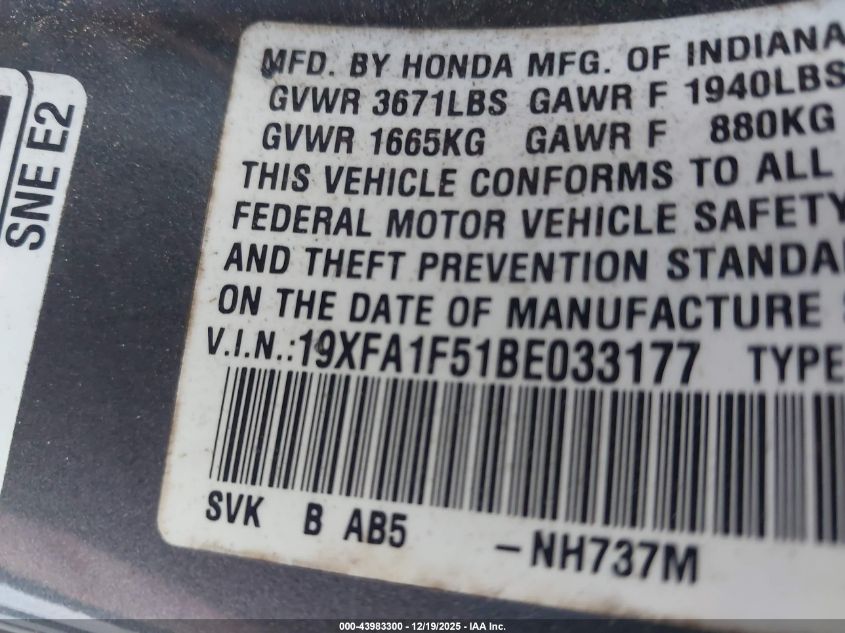 SNE E2
MFD. BY HONDA MFG. OF INDIANA
GVWR 3671LBS GAWR F 1940LBS
GVWR 1665KG GAWR F 880KG
THIS VEHICLE CONFORMS TO ALL
FEDERAL MOTOR VEHICLE SAFETY
AND THEFT PREVENTION STANDA
ON THE DATE OF MANUFACTURE
V.I.N.:19XFA1F51BE033177 TYPE
SVK B AB5 -NH737M
000-43983300 - 12/19/2025 - IAA Inc.